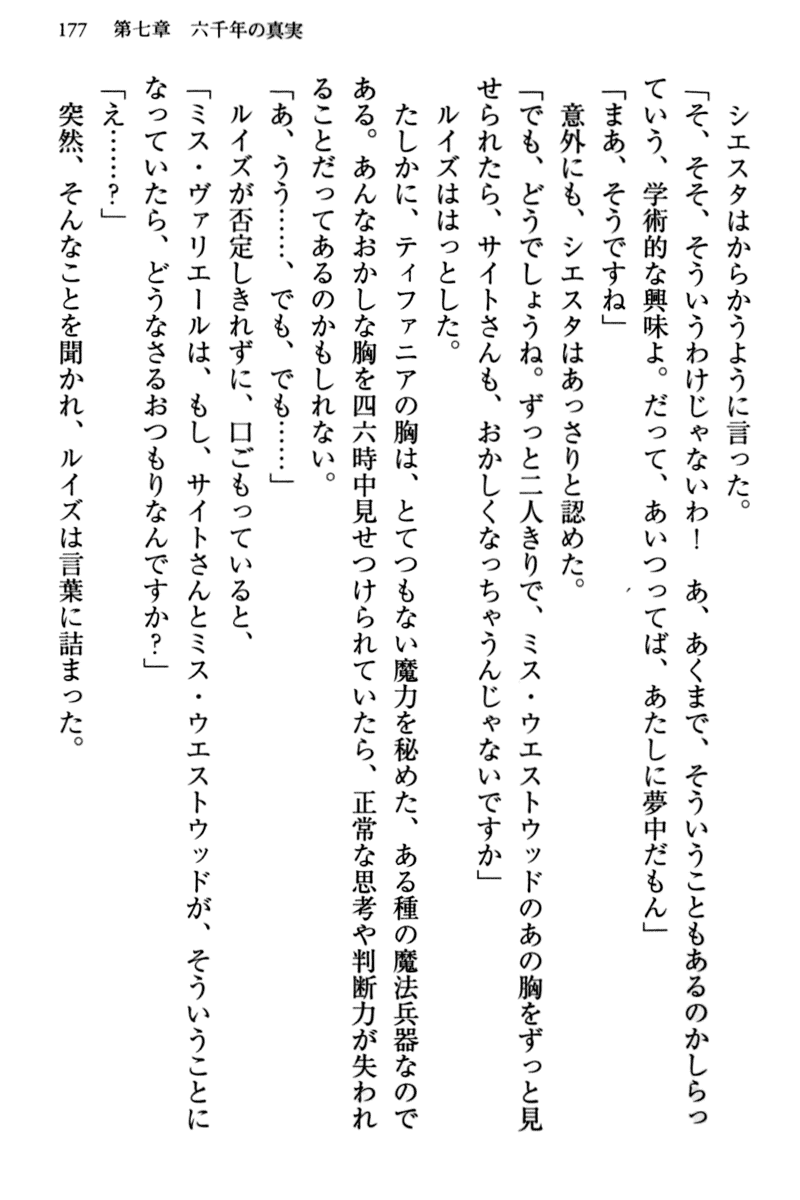 177　第七章　六千年の真実
　シエスタはからかうように言った。
「そ、そそ、そういうわけじゃないわ！　あ、あくまで、そういうこともあるのかしらっ
ていう、学術的な興味よ。だって、あいつってば、あたしに夢中だもん」
「まあ、そうですね」
　意外にも、シエスタはあっさりと認めた。
「でも、どうでしょうね。ずっと二人きりで、ミス・ウエストウッドのあの胸をずっと見
せられたら、サイトさんも、おかしくなっちゃうんじゃないですか」
　ルイズははっとした。
　たしかに、ティファニアの胸は、とてつもない魔力を秘めた、ある種の魔法兵器なので
ある。あんなおかしな胸を四六時中見せつけられていたら、正常な思考や判断力が失われ
ることだってあるのかもしれない。
「あ、うう……、でも、でも……」
　ルイズが否定しきれずに、口ごもっていると、
「ミス・ヴァリエールは、もし、サイトさんとミス・ウエストウッドが、そういうことに
なっていたら、どうなさるおつもりなんですか？」
「え……？」
　突然、そんなことを聞かれ、ルイズは言葉に詰まった。